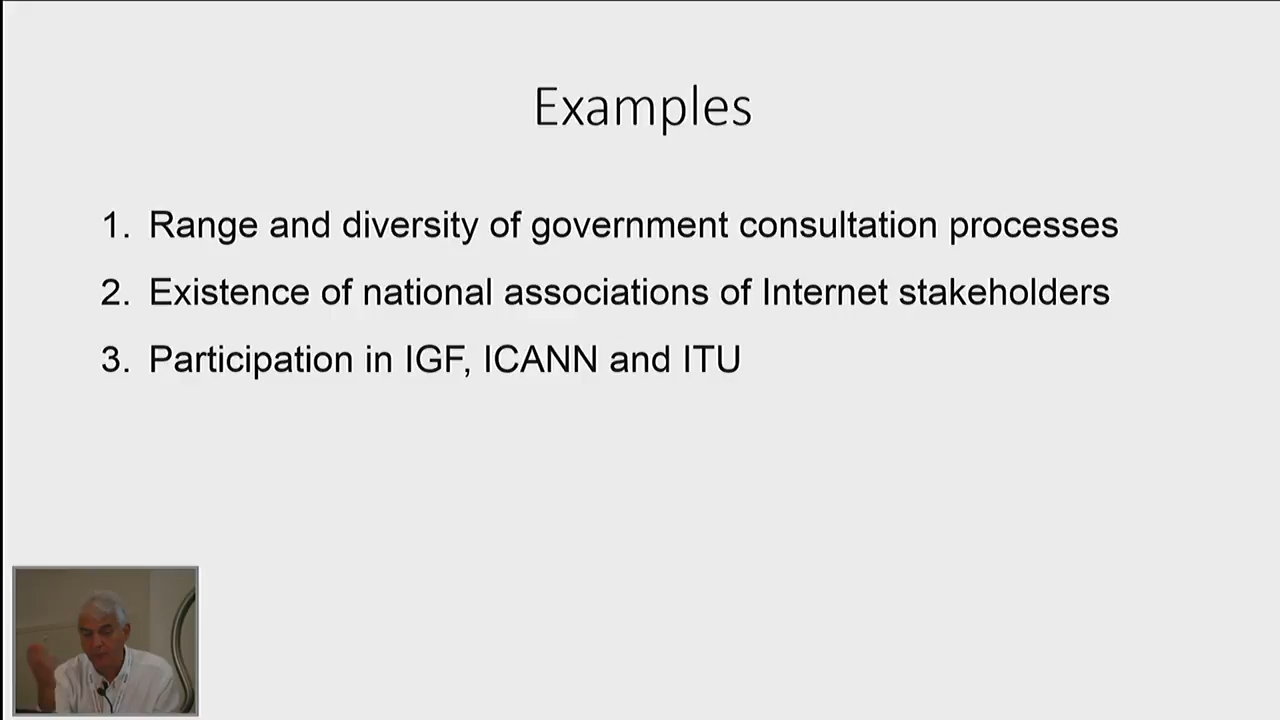 Examples
1. Range and diversity of government consultation processes
2. Existence of national associations of Internet stakeholders
3. Participation in IGF, ICANN and ITU